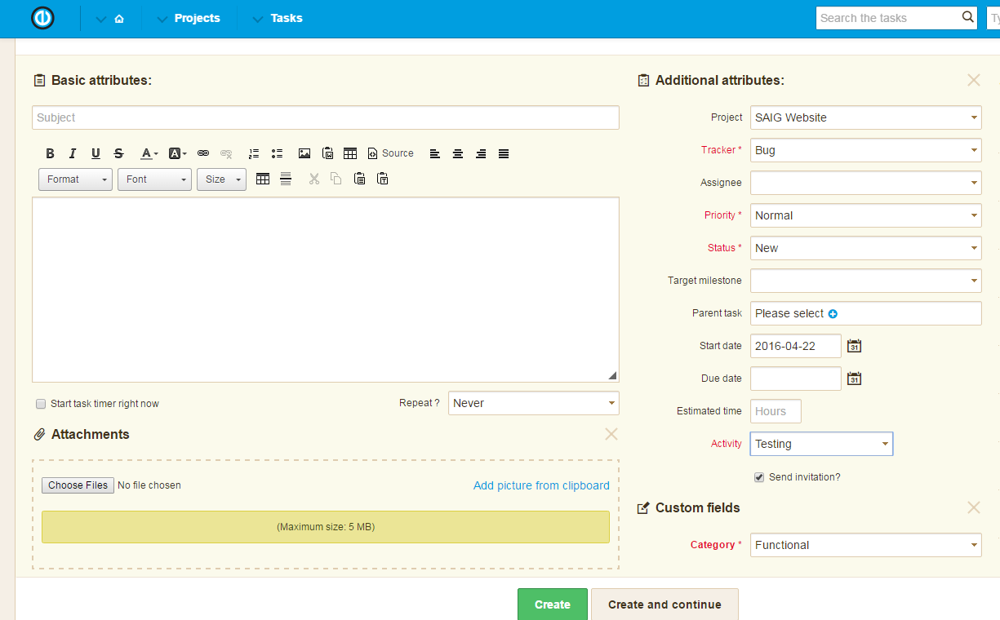 Projects
Tasks
Search the tasks
Basic attributes:
Subject
B I U S A A Source
Format Font Size
Start task timer right now
Repeat ? Never
Attachments
Choose Files No file chosen
Add picture from clipboard
(Maximum size: 5 MB)
Additional attributes:
Project SAIG Website
Tracker * Bug
Assignee
Priority * Normal
Status * New
Target milestone
Parent task Please select
Start date 2016-04-22 31
Due date 31
Estimated time Hours
Activity Testing
Send invitation?
Custom fields
Category * Functional
Create
Create and continue